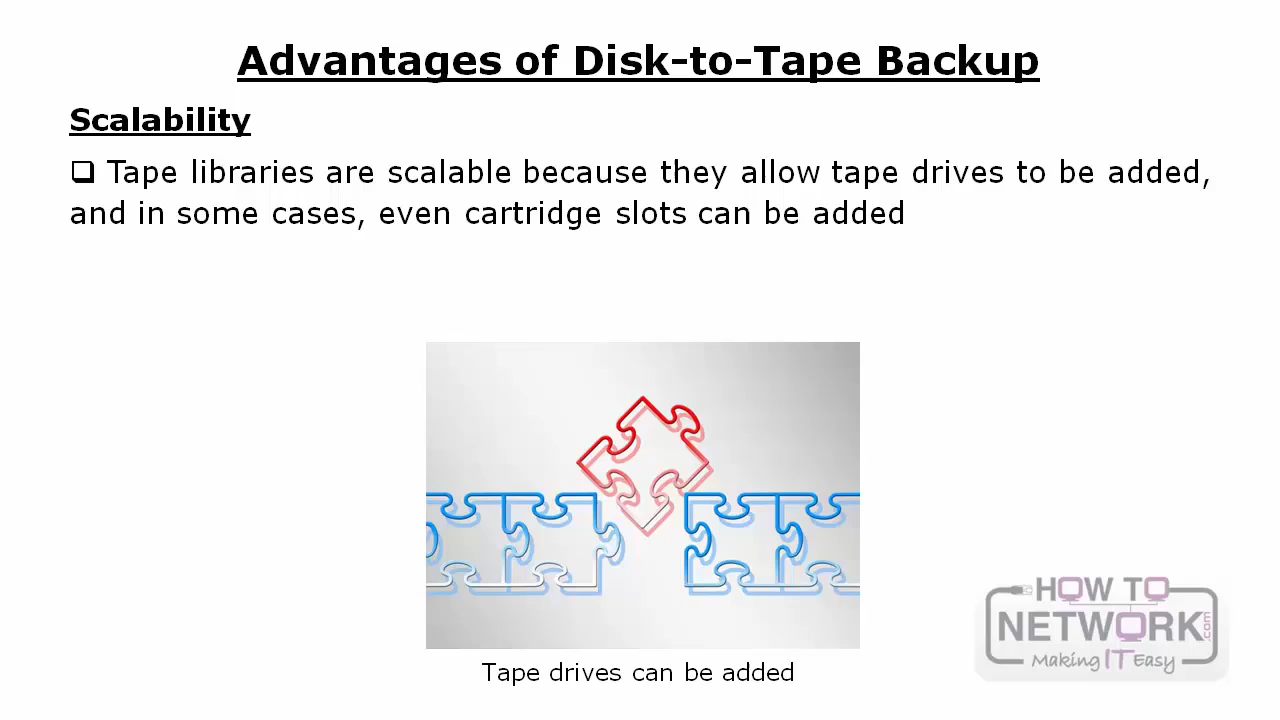 Advantages of Disk-to-Tape Backup
Scalability
❑ Tape libraries are scalable because they allow tape drives to be added,
and in some cases, even cartridge slots can be added
Tape drives can be added
HOW TO
NETWORK.com
Making IT Easy